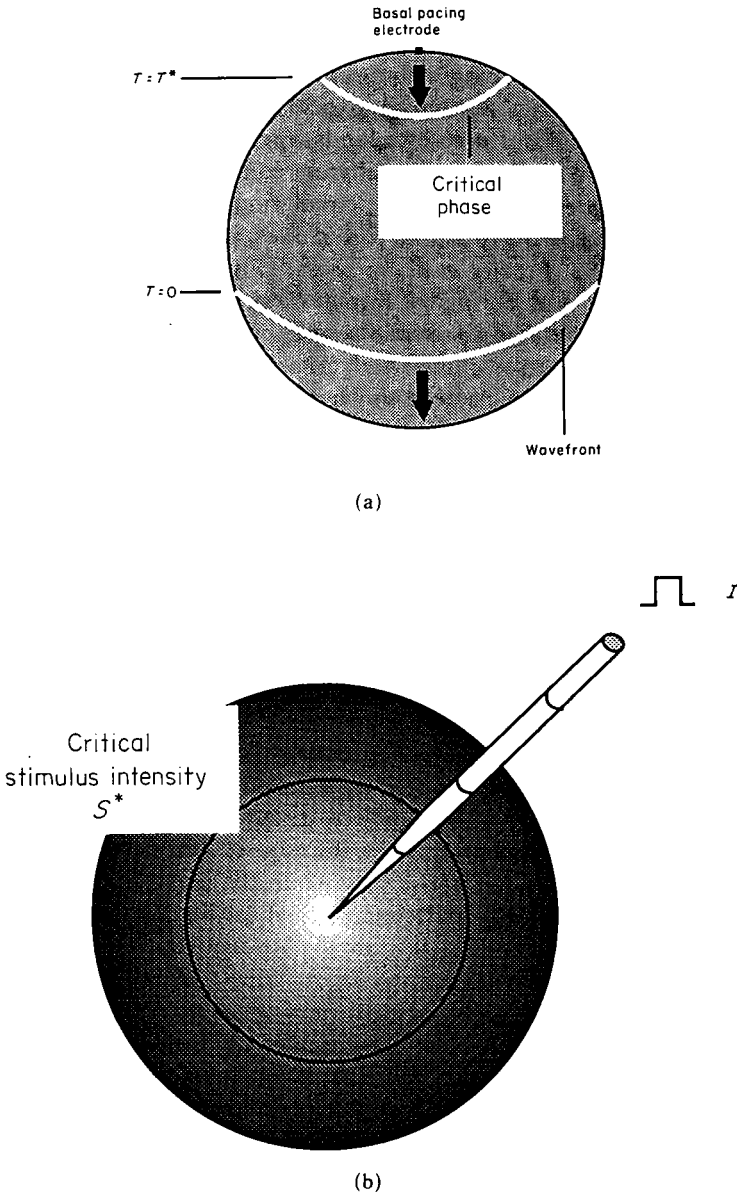 Basal pacing
electrode
T = T*
Critical
phase
T = 0
Wavefront
(a)
I
Critical
stimulus intensity
S*
(b)